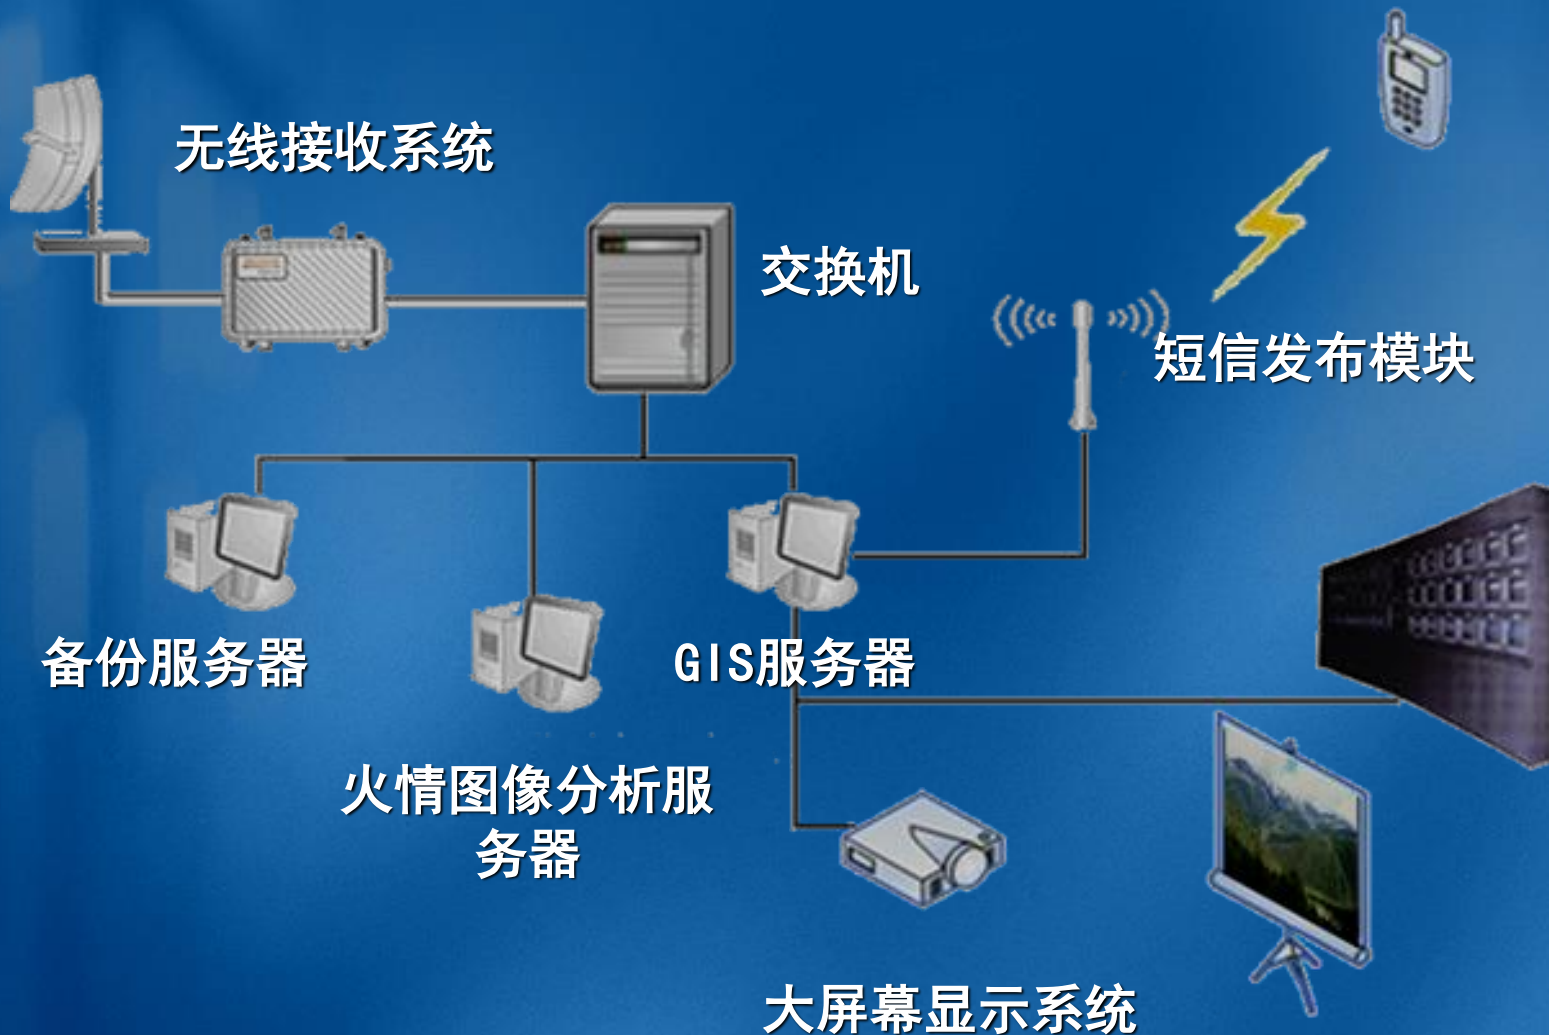 无线接收系统
交换机
短信发布模块
备份服务器
GIS服务器
火情图像分析服
务器
大屏幕显示系统